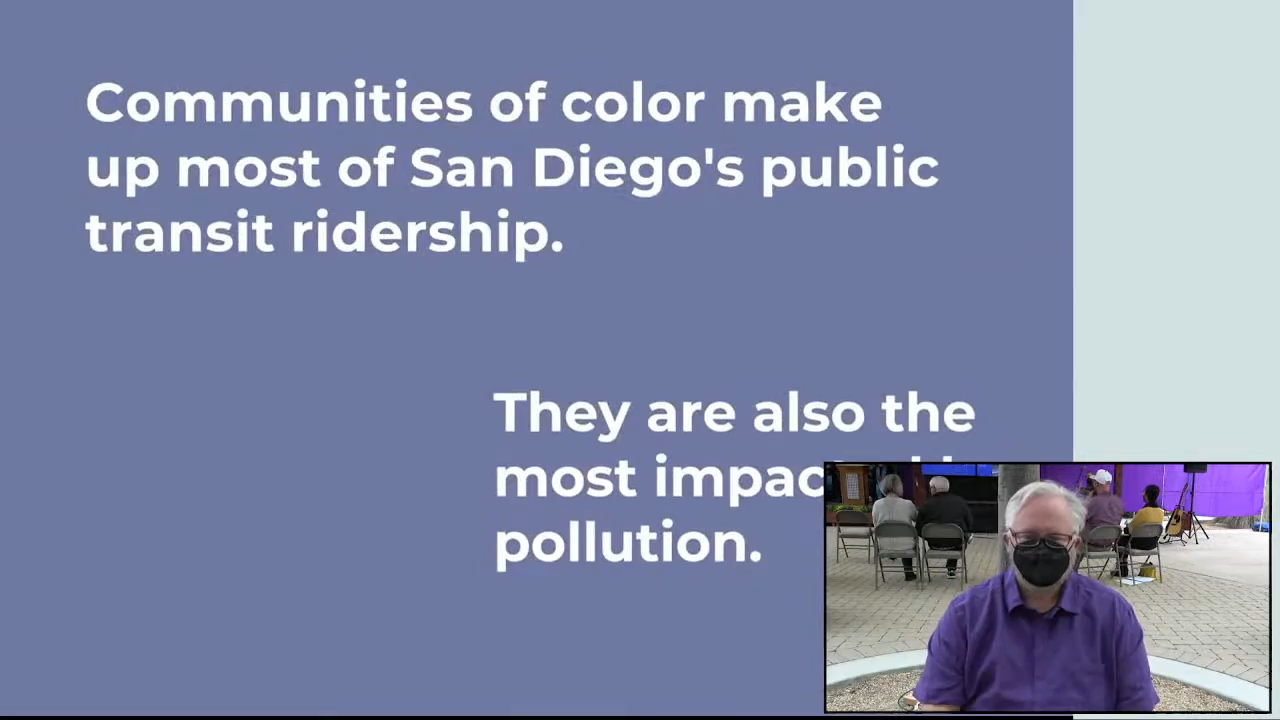 Communities of color make
up most of San Diego's public
transit ridership.
They are also the
most
pollution.